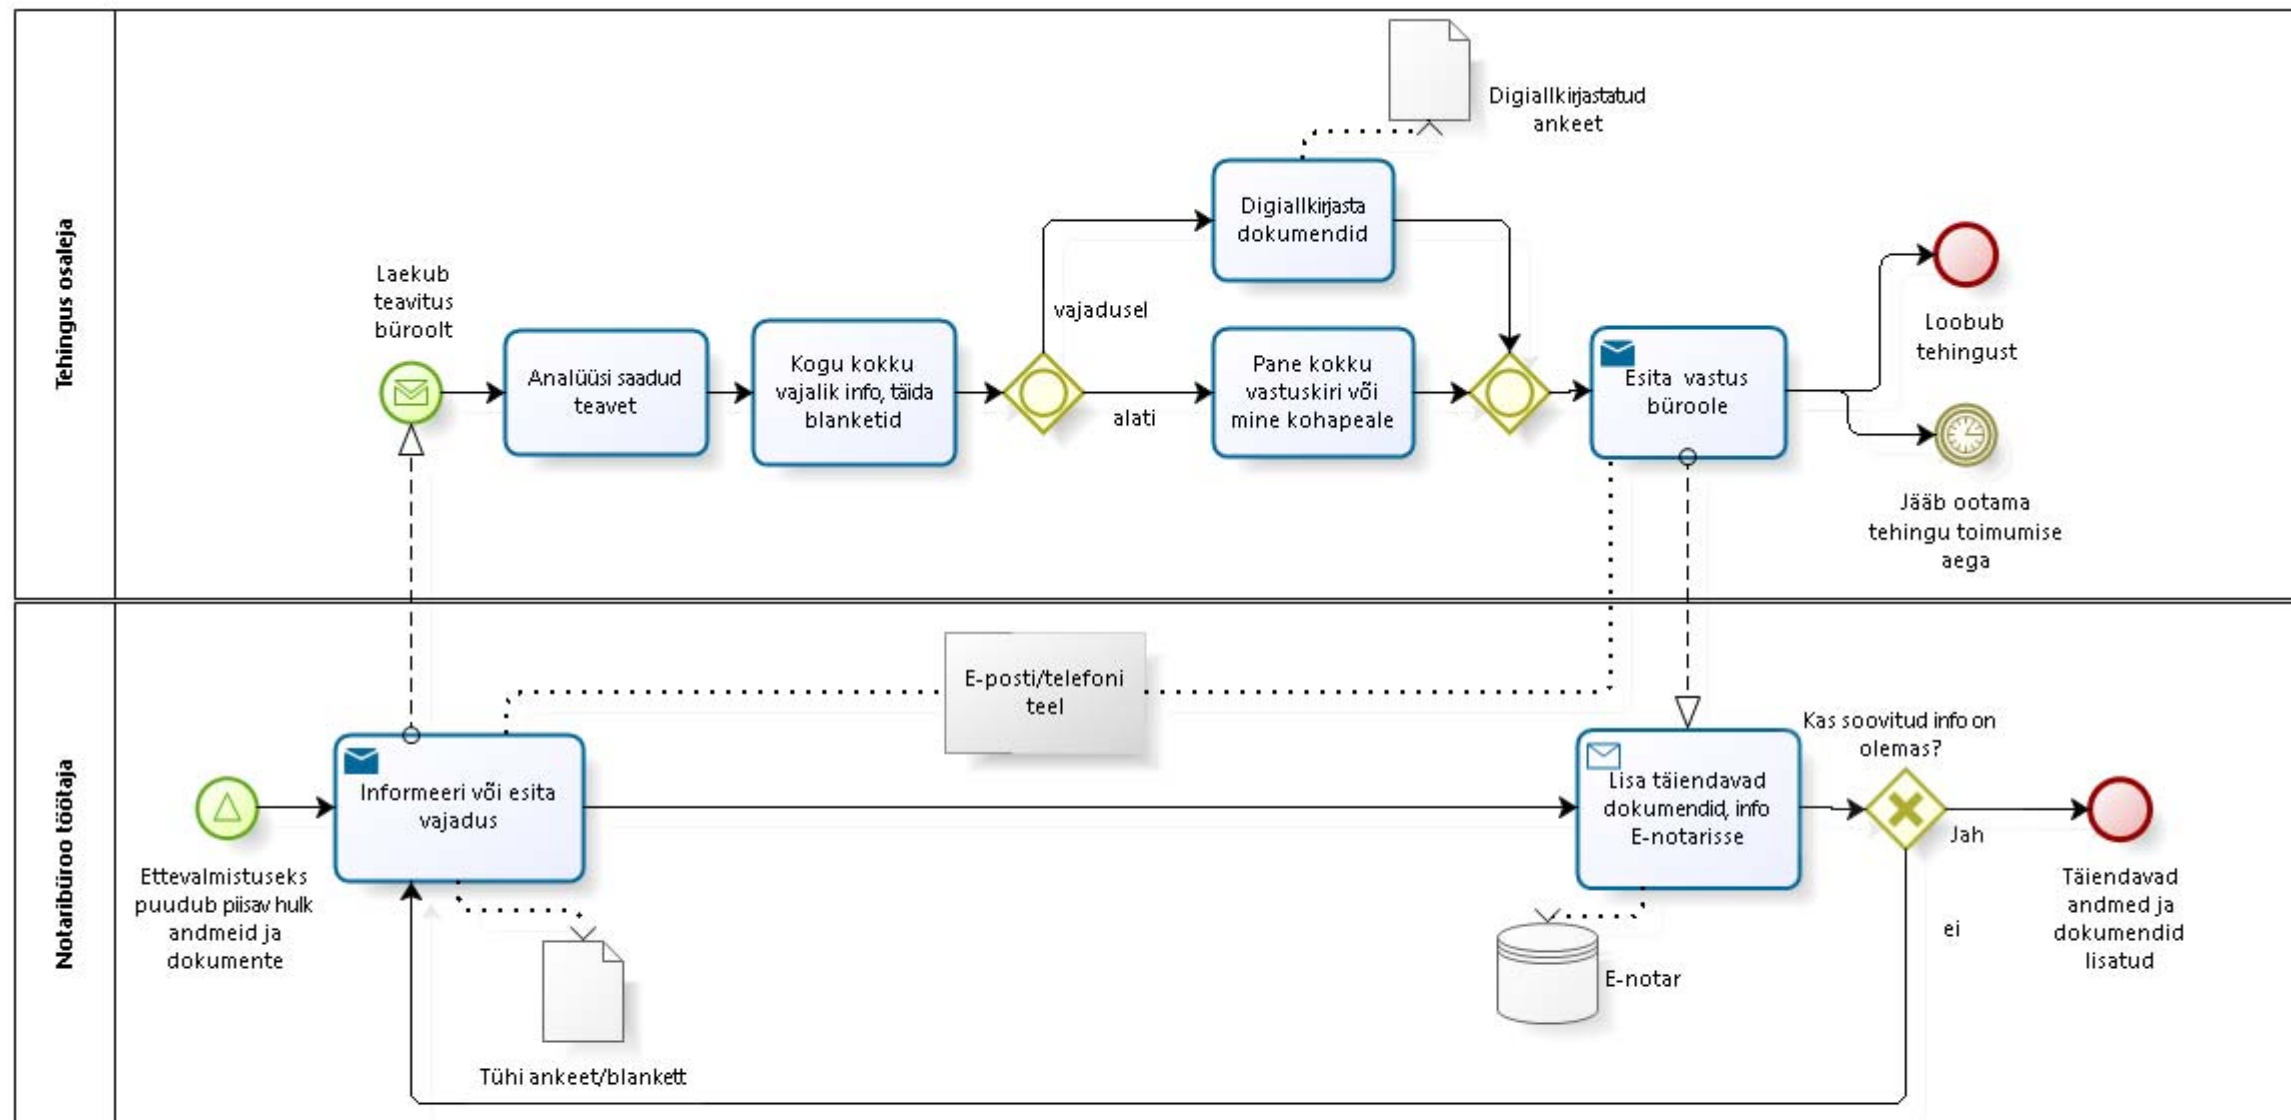 Tehingus osaleja
Laekub
teavitus
büroolt
Analüüsi saadud
teavet
Kogu kokku
vajalik info, täida
blanketid
vajadusel
alati
Digiallkirjasta
dokumendid
Digiallkirjastatud
ankeet
Pane kokku
vastuskiri või
mine kohapeale
Esita vastus
büroole
Loobub
tehingust
Jääb ootama
tehingu toimumise
aega
Notaribüroo töötaja
Ettevalmistuseks
puudub piisav hulk
andmeid ja
dokumente
Informeeri või esita
vajadus
Tühi ankeet/blankett
E-posti/telefoni
teel
Lisa täiendavad
dokumendid, info
E-notarisse
E-notar
Kas soovitud info on
olemas?
Jah
ei
Täiendavad
andmed ja
dokumendid
lisatud